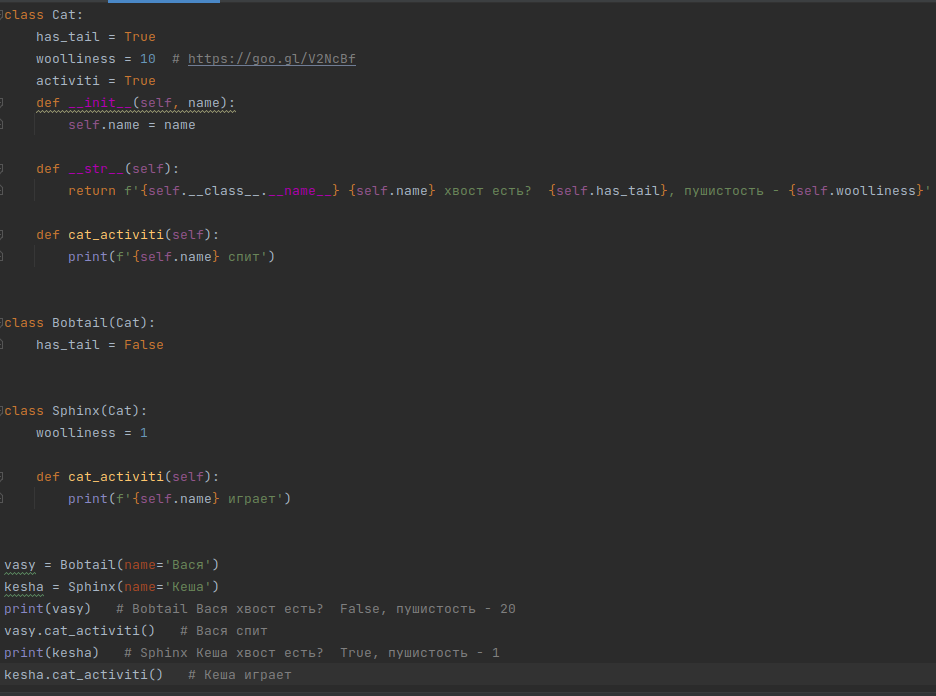 class Cat:
    has_tail = True
    woolliness = 10  # https://goo.gl/V2NcBf
    activiti = True
    def __init__(self, name):
        self.name = name
    def __str__(self):
        return f'{self.__class__.__name__} {self.name} хвост есть?  {self.has_tail}, пушистость - {self.woolliness}'
    def cat_activiti(self):
        print(f'{self.name} спит')
class Bobtail(Cat):
    has_tail = False
class Sphinx(Cat):
    woolliness = 1
    def cat_activiti(self):
        print(f'{self.name} играет')
vasy = Bobtail(name='Вася')
kesha = Sphinx(name='Кеша')
print(vasy)   # Bobtail Вася хвост есть?  False, пушистость - 20
vasy.cat_activiti()   # Вася спит
print(kesha)   # Sphinx Кеша хвост есть?  True, пушистость - 1
kesha.cat_activiti()   # Кеша играет